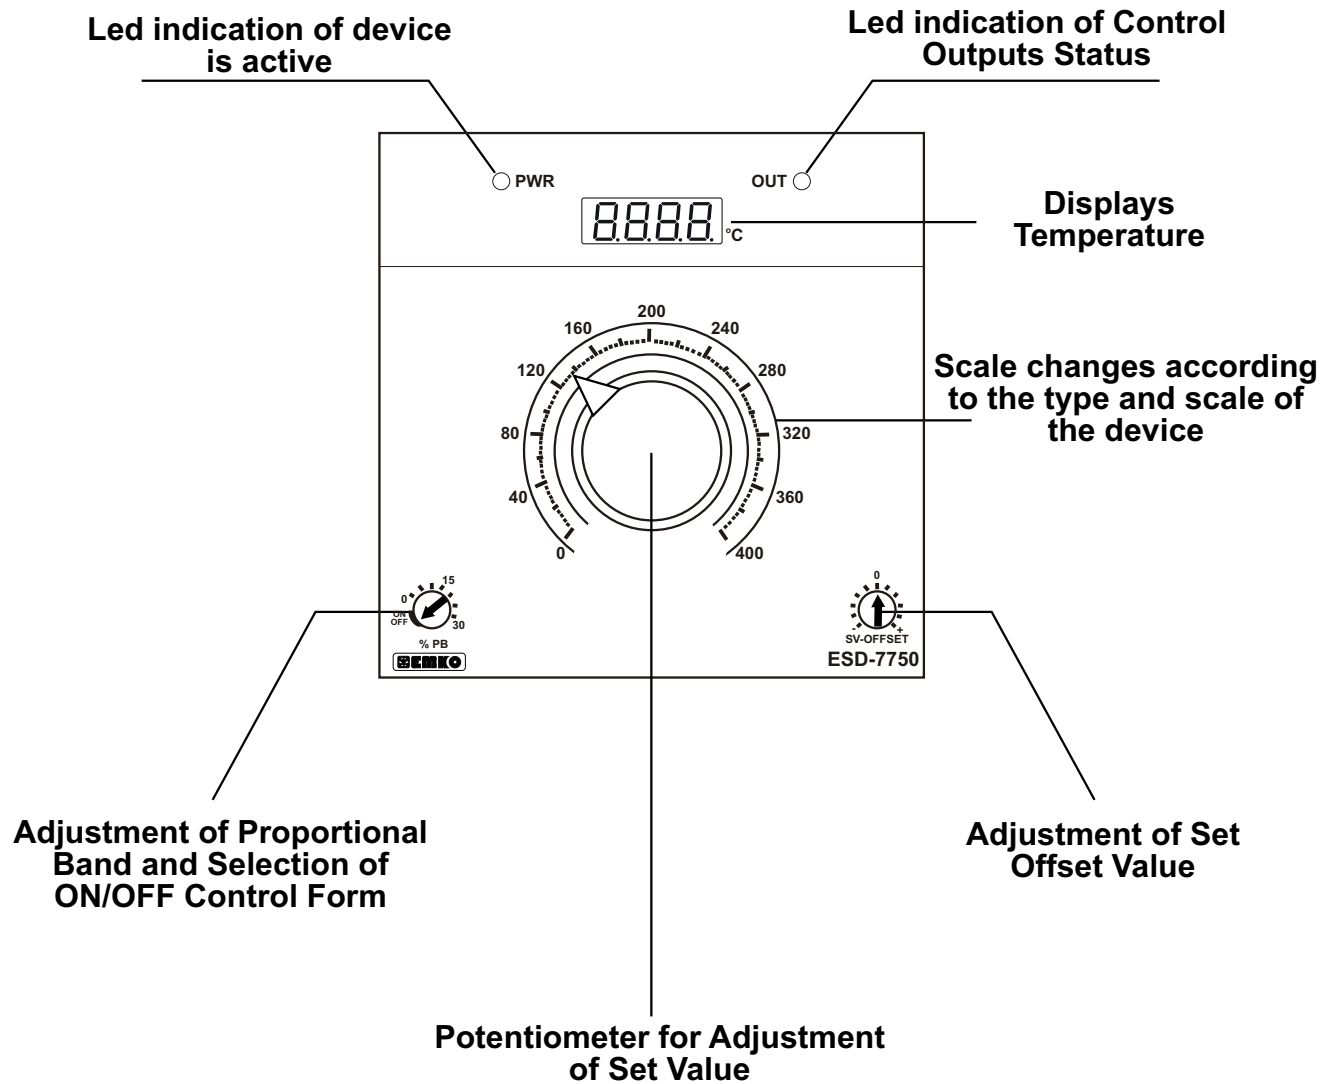 Led indication of device
is active
Led indication of Control
Outputs Status
PWR
OUT
8.8.8.8.
°C
Displays
Temperature
200
160
240
120
280
Scale changes according
to the type and scale of
the device
80
320
40
360
0
400
15
0
ON
OFF
30
% PB
EMKO
0
-
+
SV-OFFSET
ESD-7750
Adjustment of Proportional
Band and Selection of
ON/OFF Control Form
Adjustment of Set
Offset Value
Potentiometer for Adjustment
of Set Value